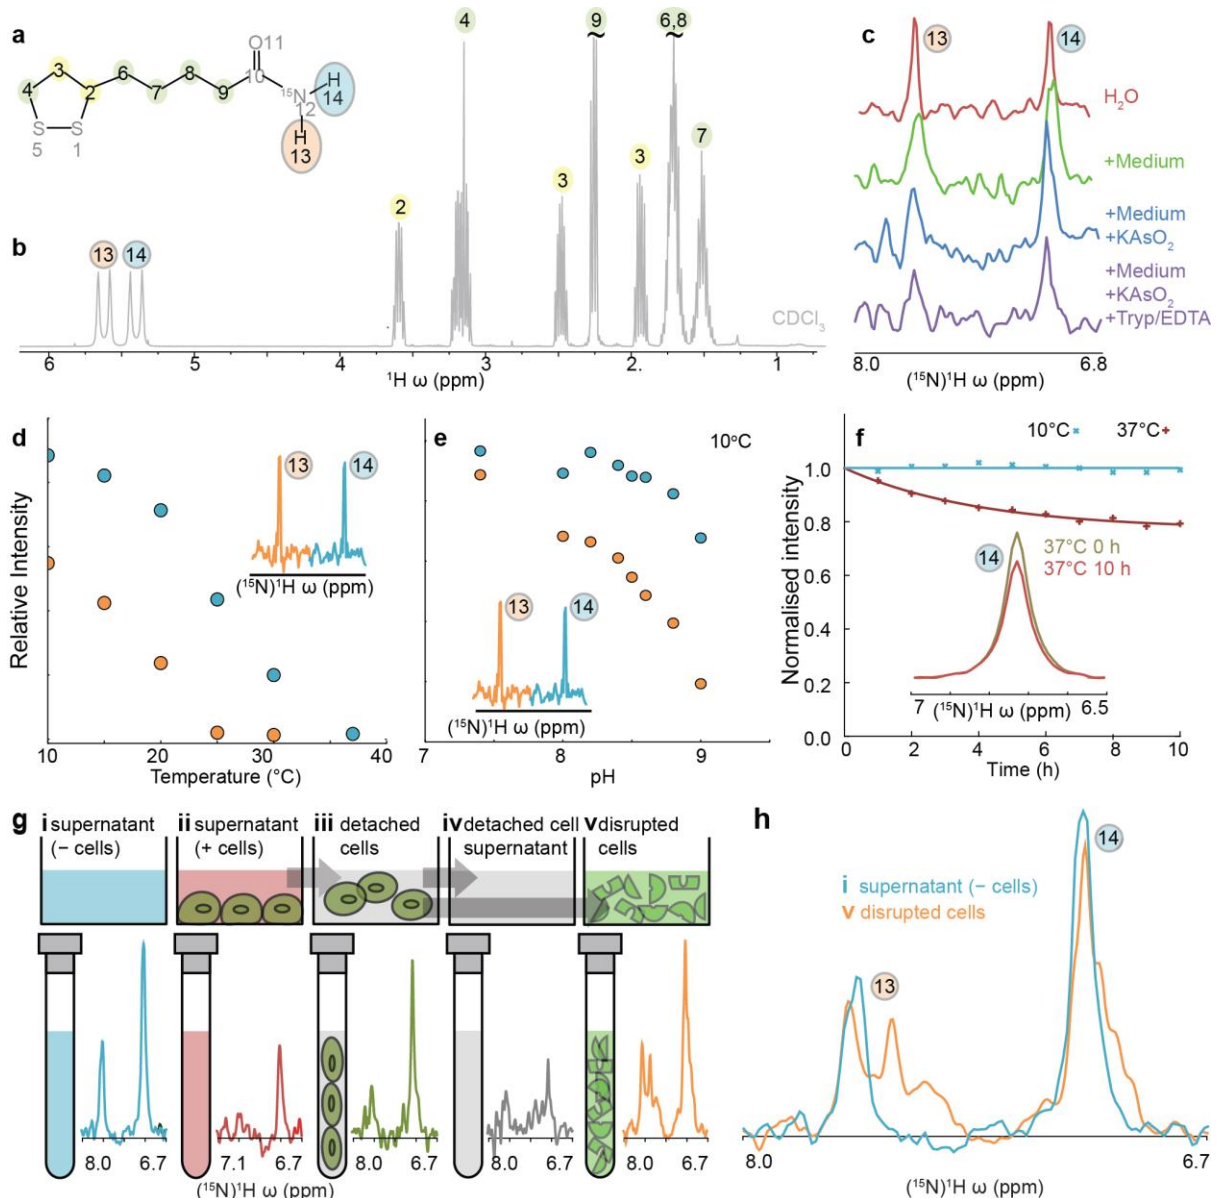 a
O11
10
3
6
8
4
2
7
9
15N
12
H
14
H
13
S
S
5
1
4
9
6,8
7
3
3
2
b
13
14
CDCl3
6
5
4
3
2.
1
1H ω (ppm)
c
13
14
H2O
+Medium
+Medium
+KAsO2
+Medium
+KAsO2
+Tryp/EDTA
8.0
6.8
(15N)1H ω (ppm)
d
13
14
(15N)1H ω (ppm)
Relative Intensity
10
20
30
40
Temperature (°C)
e
10°C
13
14
(15N)1H ω (ppm)
7
8
9
pH
f
10°C
37°C
1.0
0.8
0.6
0.4
0.2
0.0
Normalised intensity
37°C 0 h
37°C 10 h
14
7
(15N)1H ω (ppm)
6.5
0
2
4
6
8
10
Time (h)
g
i supernatant
(– cells)
ii supernatant
(+ cells)
iii detached
cells
iv detached cell
supernatant
v disrupted
cells
8.0
6.7
7.1
6.7
8.0
6.7
8.0
6.7
8.0
6.7
(15N)1H ω (ppm)
h
14
i supernatant (– cells)
v disrupted cells
13
8.0
6.7
(15N)1H ω (ppm)